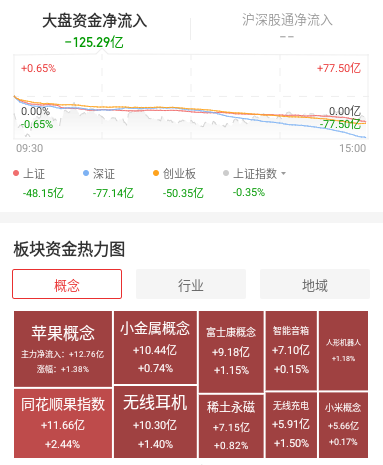 大盘资金净流入 沪深股通净流入
-125.29亿 --
+0.65% +77.50亿
0.00% 0.00亿
-0.65% -77.50亿
09:30 15:00
上证 深证 创业板 上证指数
-48.15亿 -77.14亿 -50.35亿 -0.35%
板块资金热力图
概念 行业 地域
苹果概念
主力净流入：+12.76亿
涨幅：+1.38%
小金属概念
+10.44亿
+0.74%
富士康概念
+9.18亿
+1.15%
智能音箱
+7.10亿
+0.15%
人形机器人
+1.18%
同花顺果指数
+11.66亿
+2.44%
无线耳机
+10.30亿
+1.40%
稀土永磁
+7.15亿
+0.82%
无线充电
+5.91亿
+1.50%
小米概念
+5.66亿
+0.17%